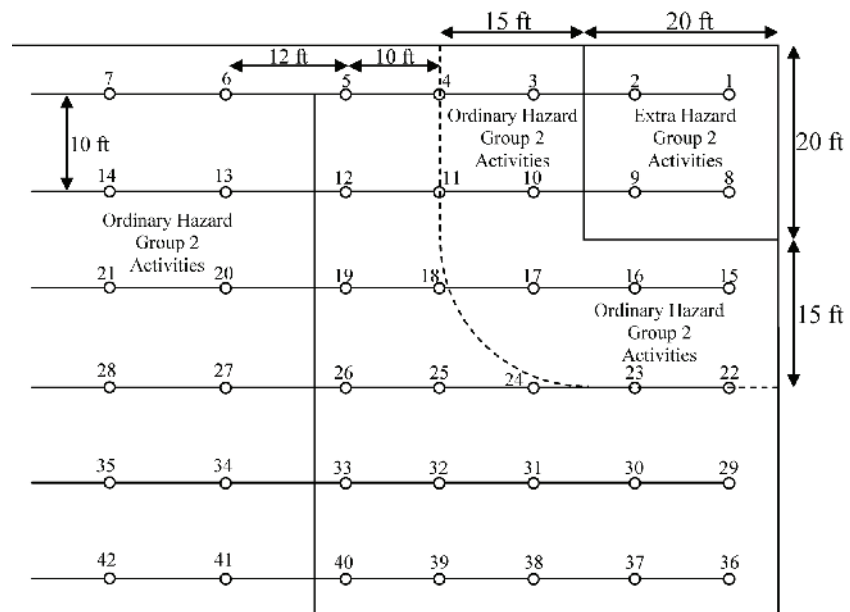 15 ft
20 ft
12 ft
10 ft
7
6
5
4
3
2
1
Ordinary Hazard
Group 2
Activities
Extra Hazard
Group 2
Activities
20 ft
10 ft
14
13
12
11
10
9
8
Ordinary Hazard
Group 2
Activities
21
20
19
18
17
16
15
Ordinary Hazard
Group 2
Activities
15 ft
28
27
26
25
24
23
22
35
34
33
32
31
30
29
42
41
40
39
38
37
36